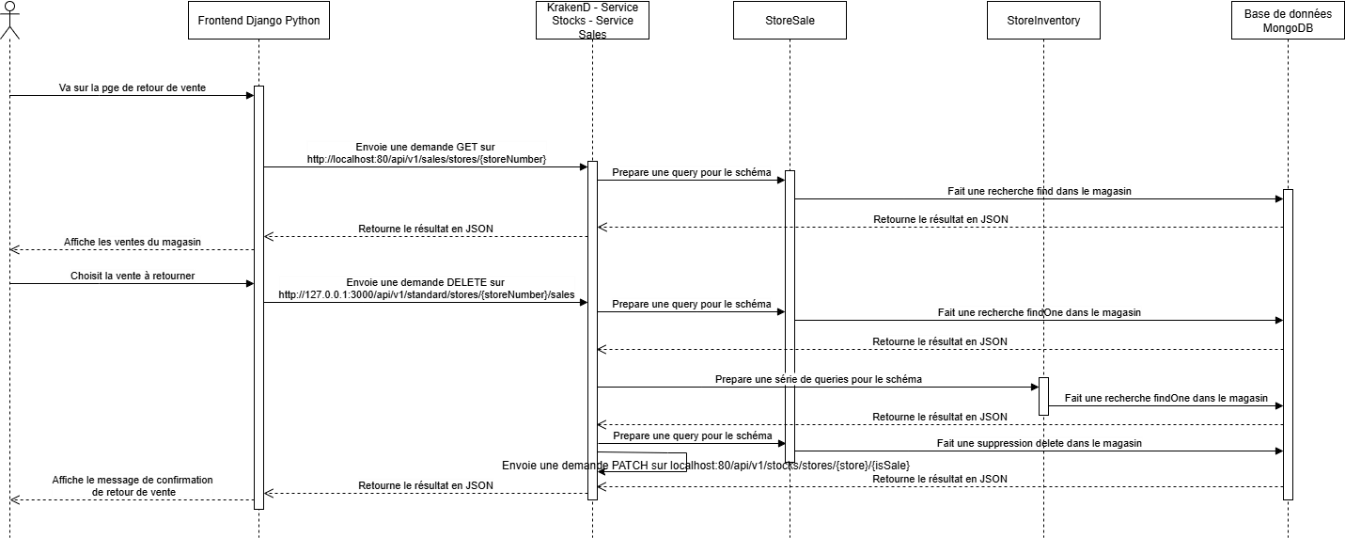 Frontend Django Python
KrakenD - Service
Stocks - Service
Sales
StoreSale
StoreInventory
Base de données
MongoDB
Va sur la pge de retour de vente
Envoie une demande GET sur
http://localhost:80/api/v1/sales/stores/{storeNumber}
Prepare une query pour le schéma
Fait une recherche find dans le magasin
Retourne le résultat en JSON
Retourne le résultat en JSON
Affiche les ventes du magasin
Choisit la vente à retourner
Envoie une demande DELETE sur
http://127.0.0.1:3000/api/v1/standard/stores/{storeNumber}/sales
Prepare une query pour le schéma
Fait une recherche findOne dans le magasin
Retourne le résultat en JSON
Prepare une série de queries pour le schéma
Fait une recherche findOne dans le magasin
Retourne le résultat en JSON
Prepare une query pour le schéma
Fait une suppression delete dans le magasin
Envoie une demande PATCH sur localhost:80/api/v1/stocks/stores/{store}/{isSale}
Retourne le résultat en JSON
Retourne le résultat en JSON
Affiche le message de confirmation
de retour de vente